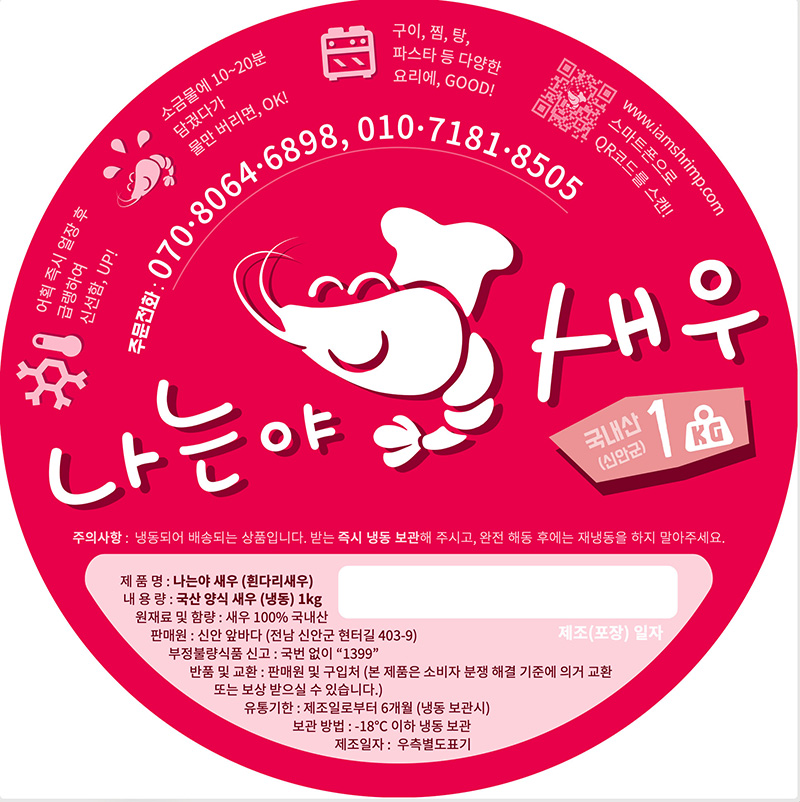 어획 즉시 얼장 후
급랭하여
신선함, UP!
소금물에 10~20분
담궜다가
물만 버리면, OK!
구이, 찜, 탕,
파스타 등 다양한
요리에, GOOD!
www.iamshrimp.com
스마트폰으로
QR코드를 스캔!
주문전화 : 070·8064·6898, 010·7181·8505
나는야 새우
국내산
(신안군)
1 KG
주의사항 : 냉동되어 배송되는 상품입니다. 받는 즉시 냉동 보관해 주시고, 완전 해동 후에는 재냉동을 하지 말아주세요.
제 품 명 : 나는야 새우 (흰다리새우)
내 용 량 : 국산 양식 새우 (냉동) 1kg
원재료 및 함량 : 새우 100% 국내산
판매원 : 신안 앞바다 (전남 신안군 현터길 403-9)
제조(포장) 일자
부정불량식품 신고 : 국번 없이 “1399”
반품 및 교환 : 판매원 및 구입처 (본 제품은 소비자 분쟁 해결 기준에 의거 교환
또는 보상 받으실 수 있습니다.)
유통기한 : 제조일로부터 6개월 (냉동 보관시)
보관 방법 : -18°C 이하 냉동 보관
제조일자 : 우측별도표기